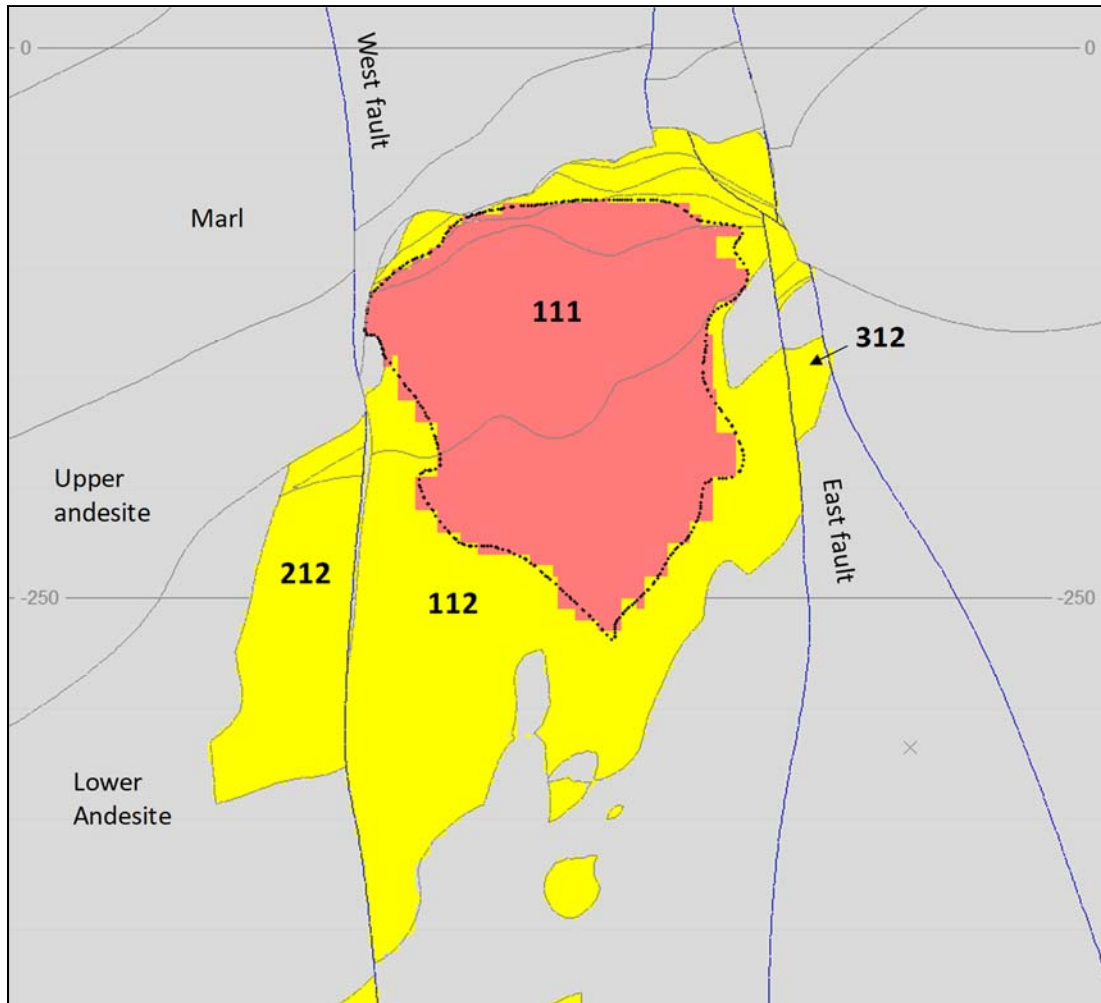 0
0
West fault
Marl
111
312
Upper
andesite
East fault
212
112
-250
-250
Lower
Andesite